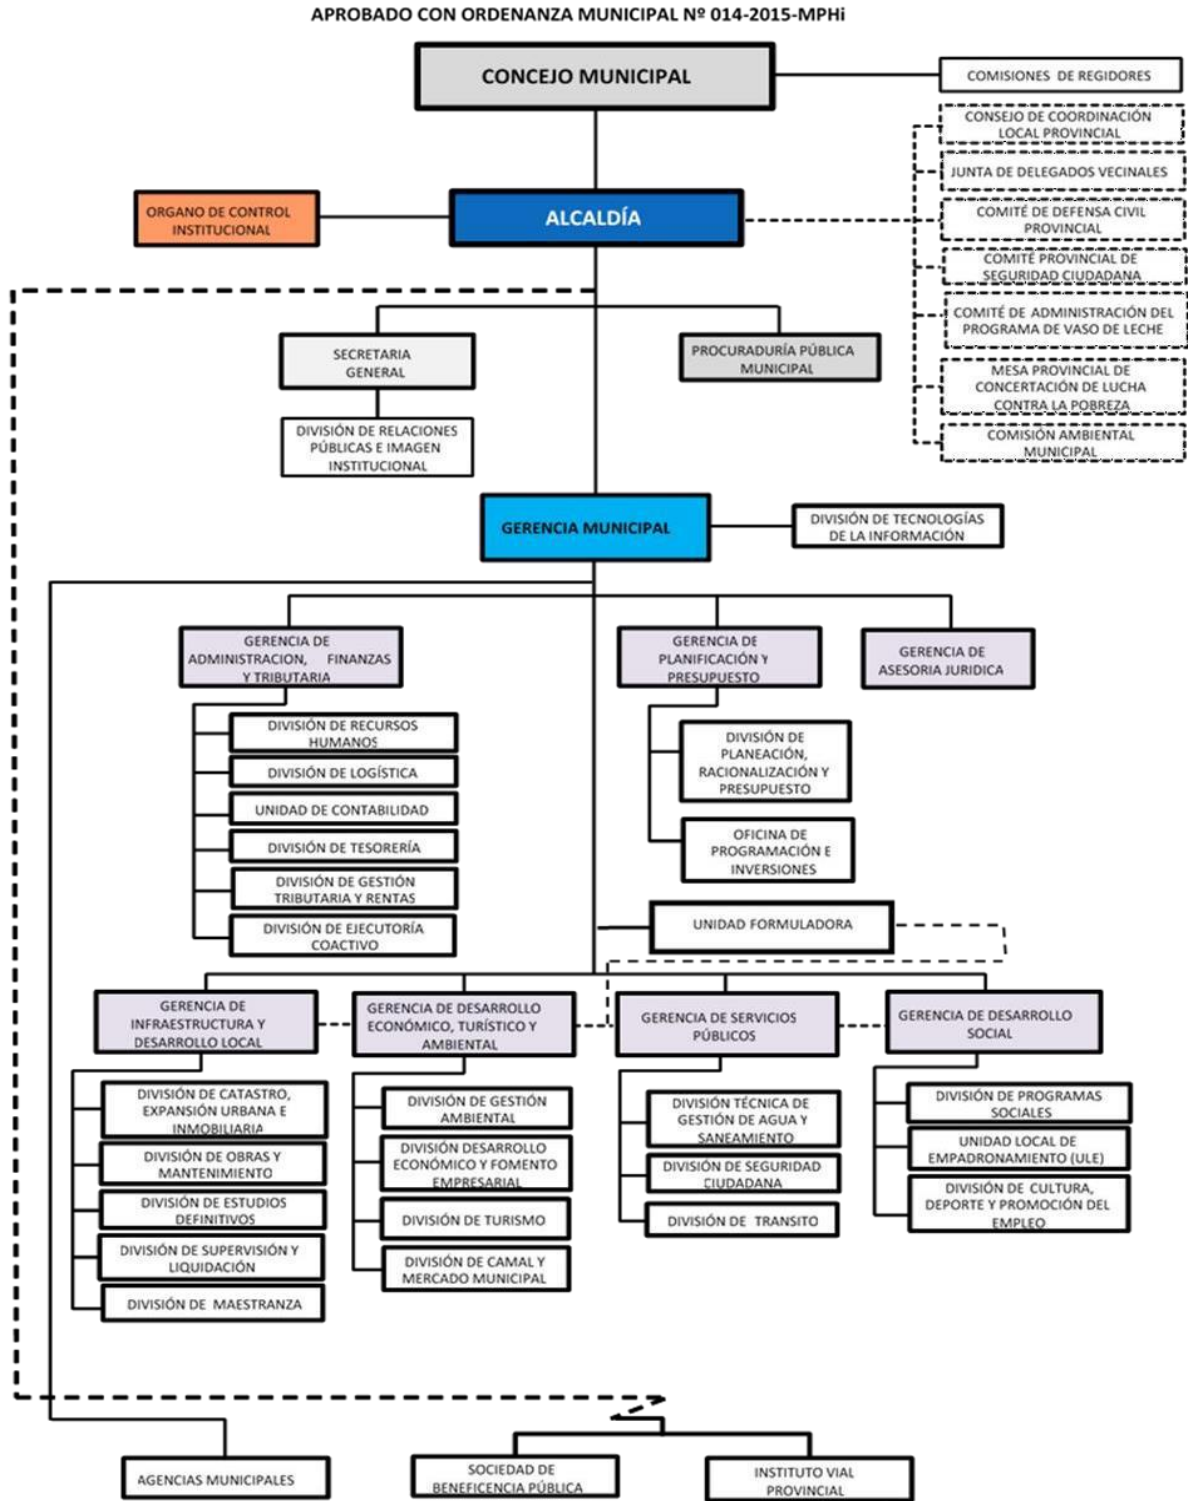 APROBADO CON ORDENANZA MUNICIPAL Nº 014-2015-MPHi
CONCEJO MUNICIPAL
COMISIONES DE REGIDORES
CONSEJO DE COORDINACIÓN
LOCAL PROVINCIAL
JUNTA DE DELEGADOS VECINALES
ORGANO DE CONTROL
INSTITUCIONAL
ALCALDÍA
COMITÉ DE DEFENSA CIVIL
PROVINCIAL
COMITÉ PROVINCIAL DE
SEGURIDAD CIUDADANA
COMITÉ DE ADMINISTRACIÓN DEL
PROGRAMA DE VASO DE LECHE
SECRETARIA
GENERAL
PROCURADURÍA PÚBLICA
MUNICIPAL
MESA PROVINCIAL DE
CONCERTACIÓN DE LUCHA
CONTRA LA POBREZA
DIVISIÓN DE RELACIONES
PÚBLICAS E IMAGEN
INSTITUCIONAL
COMISIÓN AMBIENTAL
MUNICIPAL
GERENCIA MUNICIPAL
DIVISIÓN DE TECNOLOGÍAS
DE LA INFORMACIÓN
GERENCIA DE
ADMINISTRACION, FINANZAS
Y TRIBUTARIA
GERENCIA DE
PLANIFICACIÓN Y
PRESUPUESTO
GERENCIA DE
ASESORIA JURIDICA
DIVISIÓN DE RECURSOS
HUMANOS
DIVISIÓN DE LOGÍSTICA
UNIDAD DE CONTABILIDAD
DIVISIÓN DE TESORERÍA
DIVISIÓN DE GESTIÓN
TRIBUTARIA Y RENTAS
DIVISIÓN DE EJECUTORÍA
COACTIVO
DIVISIÓN DE
PLANEACIÓN,
RACIONALIZACIÓN Y
PRESUPUESTO
OFICINA DE
PROGRAMACIÓN E
INVERSIONES
UNIDAD FORMULADORA
GERENCIA DE
INFRAESTRUCTURA Y
DESARROLLO LOCAL
GERENCIA DE DESARROLLO
ECONÓMICO, TURÍSTICO Y
AMBIENTAL
GERENCIA DE SERVICIOS
PÚBLICOS
GERENCIA DE DESARROLLO
SOCIAL
DIVISIÓN DE CATASTRO,
EXPANSIÓN URBANA E
INMOBILIARIA
DIVISIÓN DE OBRAS Y
MANTENIMIENTO
DIVISIÓN DE ESTUDIOS
DEFINITIVOS
DIVISIÓN DE SUPERVISIÓN Y
LIQUIDACIÓN
DIVISIÓN DE MAESTRANZA
DIVISIÓN DE GESTIÓN
AMBIENTAL
DIVISIÓN DESARROLLO
ECONÓMICO Y FOMENTO
EMPRESARIAL
DIVISIÓN DE TURISMO
DIVISIÓN DE CAMAL Y
MERCADO MUNICIPAL
DIVISIÓN TÉCNICA DE
GESTIÓN DE AGUA Y
SANEAMIENTO
DIVISIÓN DE SEGURIDAD
CIUDADANA
DIVISIÓN DE TRANSITO
DIVISIÓN DE PROGRAMAS
SOCIALES
UNIDAD LOCAL DE
EMPADRONAMIENTO (ULE)
DIVISIÓN DE CULTURA,
DEPORTE Y PROMOCIÓN DEL
EMPLEO
AGENCIAS MUNICIPALES
SOCIEDAD DE
BENEFICENCIA PÚBLICA
INSTITUTO VIAL
PROVINCIAL